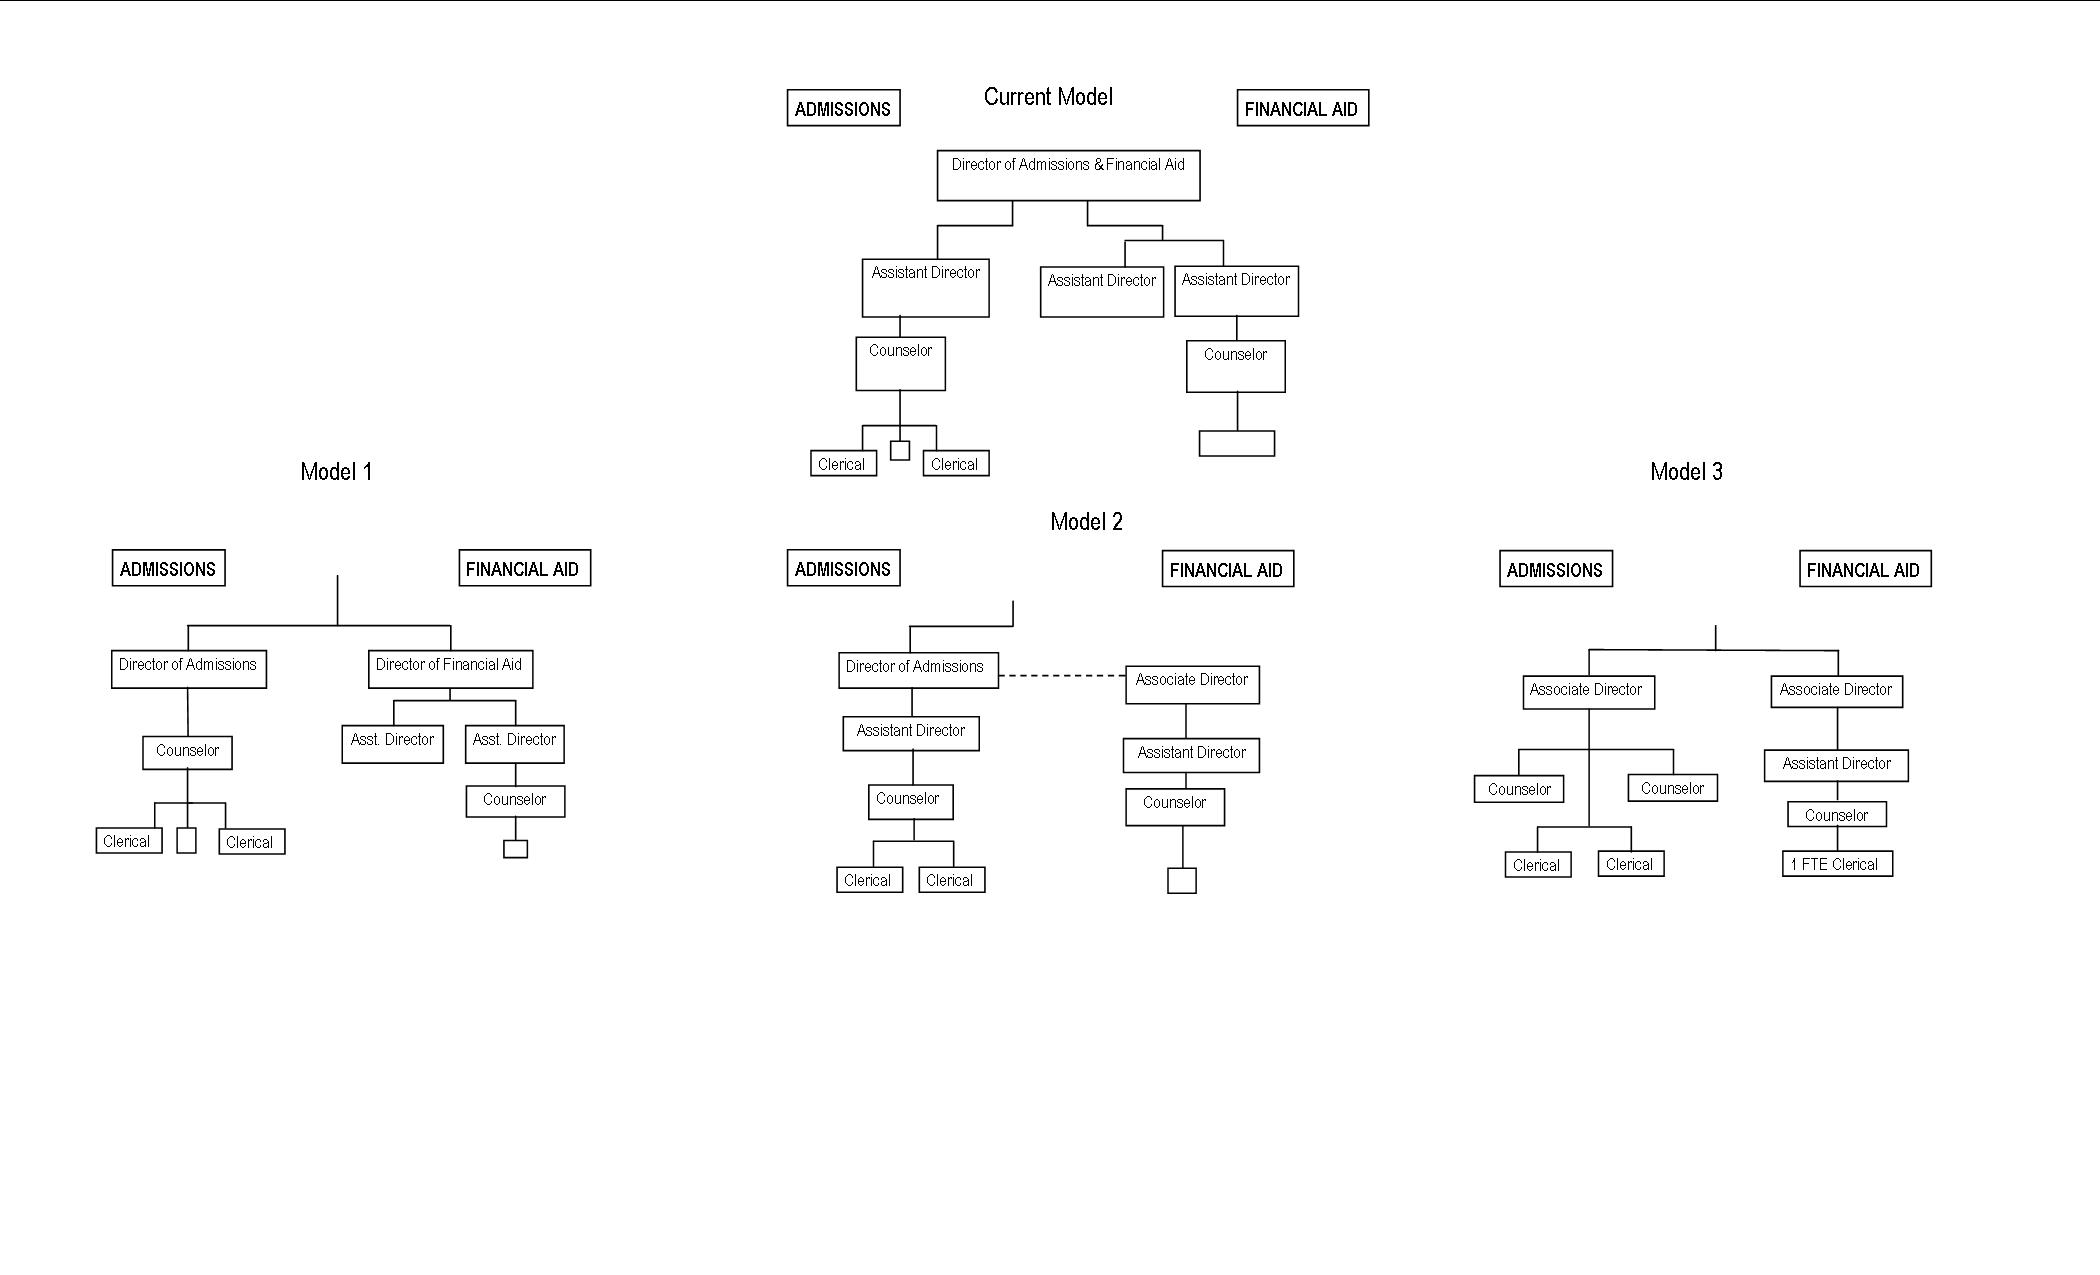 Current Model
ADMISSIONS
FINANCIAL AID
Director of Admissions & Financial Aid
Assistant Director
Assistant Director
Assistant Director
Counselor
Counselor
Clerical
Clerical
Model 1
ADMISSIONS
FINANCIAL AID
Director of Admissions
Director of Financial Aid
Asst. Director
Asst. Director
Counselor
Counselor
Clerical
Clerical
Model 2
ADMISSIONS
FINANCIAL AID
Director of Admissions
Associate Director
Assistant Director
Assistant Director
Counselor
Counselor
Clerical
Clerical
Model 3
ADMISSIONS
FINANCIAL AID
Associate Director
Associate Director
Assistant Director
Counselor
Counselor
Counselor
Clerical
Clerical
1 FTE Clerical